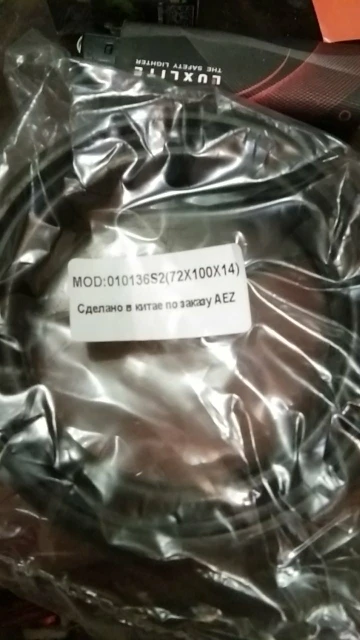 LUXLITE
THE SAFETY LIGHTER
MOD:010136S2(72X100X14)
Сделано в китае по заказу AEZ